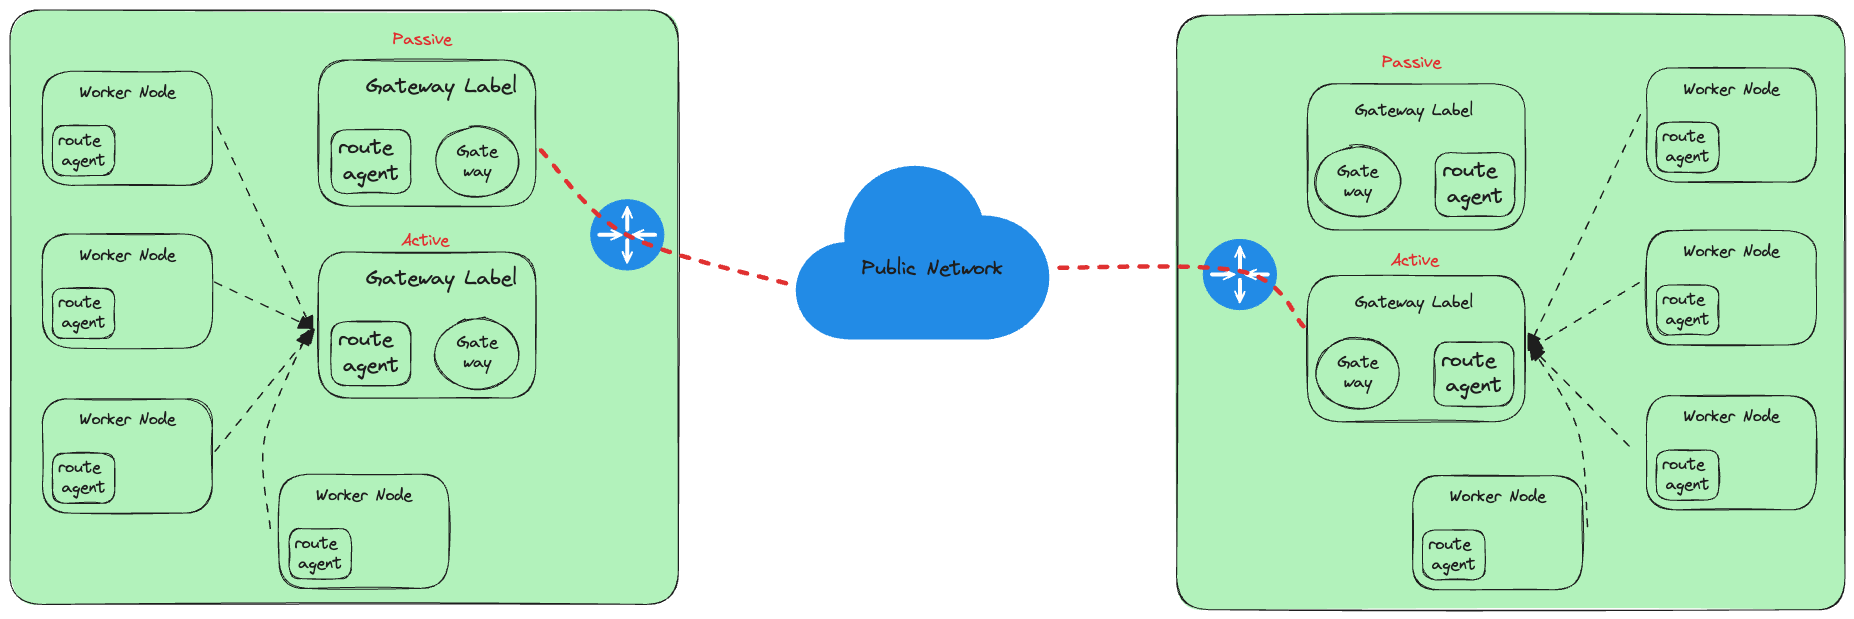 Passive
Gateway Label
route
agent
Gate
way
Worker Node
route
agent
Active
Gateway Label
route
agent
Gate
way
Worker Node
route
agent
Worker Node
route
agent
Worker Node
route
agent
Public Network
Passive
Gateway Label
Gate
way
route
agent
Worker Node
route
agent
Active
Gateway Label
Gate
way
route
agent
Worker Node
route
agent
Worker Node
route
agent
Worker Node
route
agent